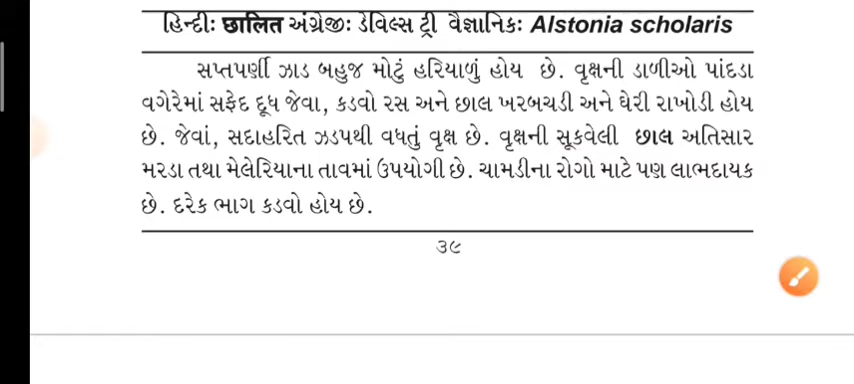 હિન્દી: छालित અંગ્રેજી: ડેવિલ્સ ટ્રી વૈજ્ઞાનિક: Alstonia scholaris
સપ્તપર્ણી ઝાડ બહુજ મોટું હરિયાળું હોય છે. વૃક્ષની ડાળીઓ પાંદડા
વગેરેમાં સફેદ દૂધ જેવા, કડવો રસ અને છાલ ખરબચડી અને ઘેરી રાખોડી હોય
છે. જેવાં, સદાહરિત ઝડપથી વધતું વૃક્ષ છે. વૃક્ષની સૂકવેલી છાલ અતિસાર
મરડા તથા મેલેરિયાના તાવમાં ઉપયોગી છે. ચામડીના રોગો માટે પણ લાભદાયક
છે. દરેક ભાગ કડવો હોય છે.
૩૯